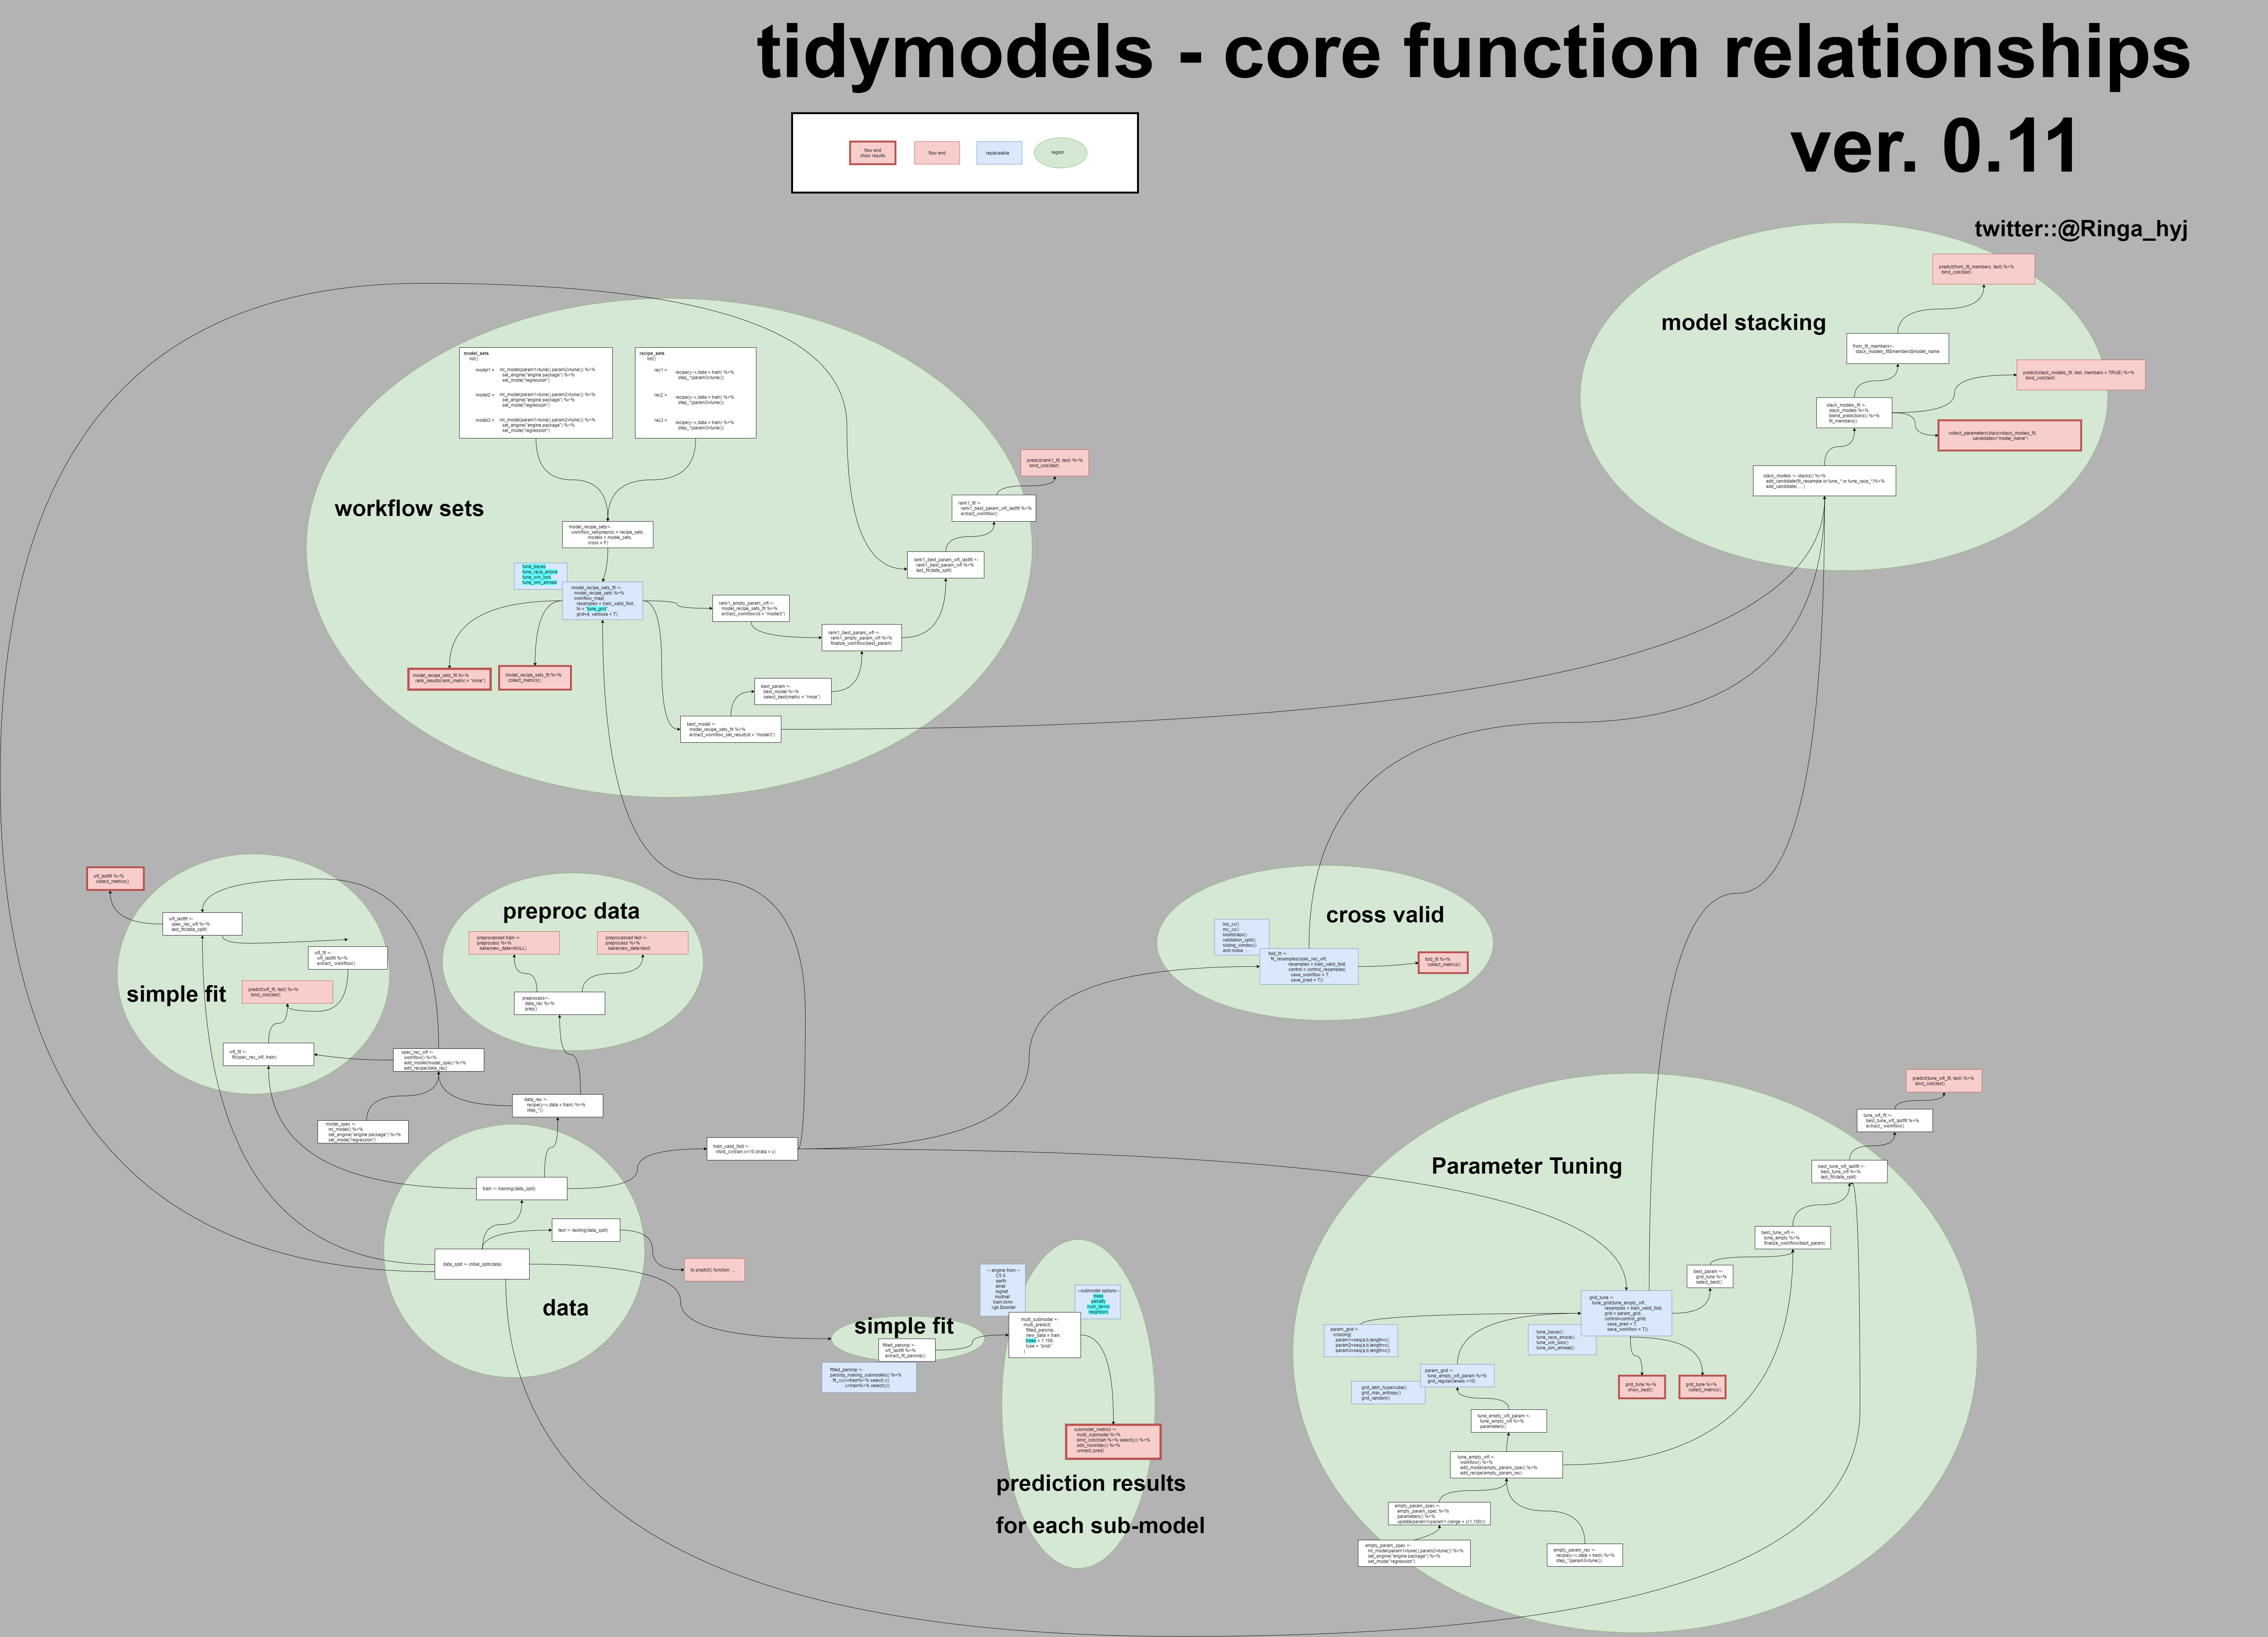 tidymodels - core function relationships
ver. 0.11
flow end
show results
flow end
replaceable
region
twitter::@Ringa_hyj
model stacking
predict(from_fit_members, test) %>%
bind_cols(test)
from_fit_members<-
stack_models_fit$members$model_name
predict(stack_models_fit, test, members = TRUE) %>%
bind_cols(test)
stack_models_fit <-
stack_models %>%
blend_predictions() %>%
fit_members()
collect_parameters(stack=stack_models_fit,
candidates="model_name")
stack_models <- stacks() %>%
add_candidate(fit_resample or tune_* or tune_race_*)%>%
add_candidate(.....)
workflow sets
model_sets
list()
model1 = ml_model(param1=tune(),param2=tune()) %>%
set_engine("engine package") %>%
set_mode("regression")
model2 = ml_model(param1=tune(),param2=tune()) %>%
set_engine("engine package") %>%
set_mode("regression")
model3 = ml_model(param1=tune(),param2=tune()) %>%
set_engine("engine package") %>%
set_mode("regression")
recipe_sets
list()
rec1 = recipe(y~x,data = train) %>%
step_*(param3=tune())
rec2 = recipe(y~x,data = train) %>%
step_*(param3=tune())
rec3 = recipe(y~x,data = train) %>%
step_*(param3=tune())
model_recipe_sets<-
workflow_set(preproc = recipe_sets,
models = model_sets,
cross = F)
tune_bayes
tune_race_anova
tune_win_loss
tune_sim_anneal
model_recipe_sets_fit <-
model_recipe_sets %>%
workflow_map(
resamples = train_valid_fold ,
fn = "tune_grid",
grid=4, verbose = T)
model_recipe_sets_fit %>%
rank_results(rank_metric = "rmse")
model_recipe_sets_fit %>%
collect_metrics()
rank1_empty_param_wfl <-
model_recipe_sets_fit %>%
extract_workflow(id = "model3")
best_model <-
model_recipe_sets_fit %>%
extract_workflow_set_result(id = "model3")
best_param <-
best_model %>%
select_best(metric = "rmse")
rank1_best_param_wfl <-
rank1_empty_param_wfl %>%
finalize_workflow(best_param)
rank1_best_param_wfl_lastfit <-
rank1_best_param_wfl %>%
last_fit(data_split)
rank1_fit <-
rank1_best_param_wfl_lastfit %>%
extract_workflow()
predict(rank1_fit, test) %>%
bind_cols(test)
simple fit
wfl_lastfit %>%
collect_metrics()
wfl_lastfit <-
spec_rec_wfl %>%
last_fit(data_split)
wfl_fit <-
wfl_lastfit %>%
extract_ workflow()
predict(wfl_fit, test) %>%
bind_cols(test)
wfl_fit <-
fit(spec_rec_wfl, train)
spec_rec_wfl <-
workflow() %>%
add_model(model_spec) %>%
add_recipe(data_rec)
model_spec <-
ml_model() %>%
set_engine("engine package") %>%
set_mode("regression")
preproc data
preprocessed train <-
preprocess %>%
bake(new_data=NULL)
preprocessed test <-
preprocess %>%
bake(new_data=test)
preprocess<-
data_rec %>%
prep()
data_rec <-
recipe(y~x,data = train) %>%
step_*()
data
train <- training(data_split)
test <- testing(data_split)
data_split <- initial_split(data)
to predict() function ...
train_valid_fold <-
vfold_cv(train,v=10,strata = y)
cross valid
loo_cv()
mc_cv()
bootstraps()
validation_split()
sliding_window()
and mdoe ...
fold_fit <-
fit_resamples(spec_rec_wfl,
resamples = train_valid_fold,
control = control_resamples(
save_workflow = T,
save_pred = T))
fold_fit %>%
collect_metrics()
simple fit
fitted_parsnip <-
wfl_lastfit %>%
extract_fit_parsnip()
fitted_parsnip <-
parsnip_making_submodels() %>%
fit_xy(x=train%>% select(-y)
y=train%>% select(y))
-- engine from --
C5.0
earth
elnet
lognet
multnet
train.kknn
xgb.Booster
--submodel options--
trees
penalty
num_terms
neighbors
multi_submodel <-
multi_predict(
fitted_parsnip,
new_data = train,
trees = 1:100,
type = "prob"
)
submodel_metrics <-
multi_submodel %>%
bind_cols(train %>% select(y)) %>%
add_rowindex() %>%
unnest(.pred)
prediction results
for each sub-model
Parameter Tuning
predict(tune_wfl_fit, test) %>%
bind_cols(test)
tune_wfl_fit <-
best_tune_wfl_lastfit %>%
extract_ workflow()
best_tune_wfl_lastfit <-
best_tune_wfl %>%
last_fit(data_split)
best_tune_wfl <-
tune_empty %>%
finalize_workflow(best_param)
best_param <-
grid_tune %>%
select_best()
grid_tune <-
tune_grid(tune_empty_wfl ,
resamples = train_valid_fold,
grid = param_grid,
control=control_grid(
save_pred = T,
save_workflow = T))
tune_bayes()
tune_race_anova()
tune_win_loss()
tune_sim_anneal()
param_grid <-
crossing(
param1=seq(a,b,length=c),
param2=seq(a,b,length=c),
param3=seq(a,b,length=c))
param_grid <-
tune_empty_wfl_param %>%
grid_regular(levels =10)
grid_latin_hypercube()
grid_max_entropy()
grid_random()
grid_tune %>%
show_best()
grid_tune %>%
collect_metrics()
tune_empty_wfl_param <-
tune_empty_wfl %>%
parameters()
tune_empty_wfl <-
workflow() %>%
add_model(empty_param_spec) %>%
add_recipe(empty_param_rec)
empty_param_spec <-
empty_param_spec %>%
parameters() %>%
update(param1=param1 (range = c(1,100)))
empty_param_spec <-
ml_model(param1=tune(),param2=tune()) %>%
set_engine("engine package") %>%
set_mode("regression")
empty_param_rec <-
recipe(y~x,data = train) %>%
step_*(param3=tune())